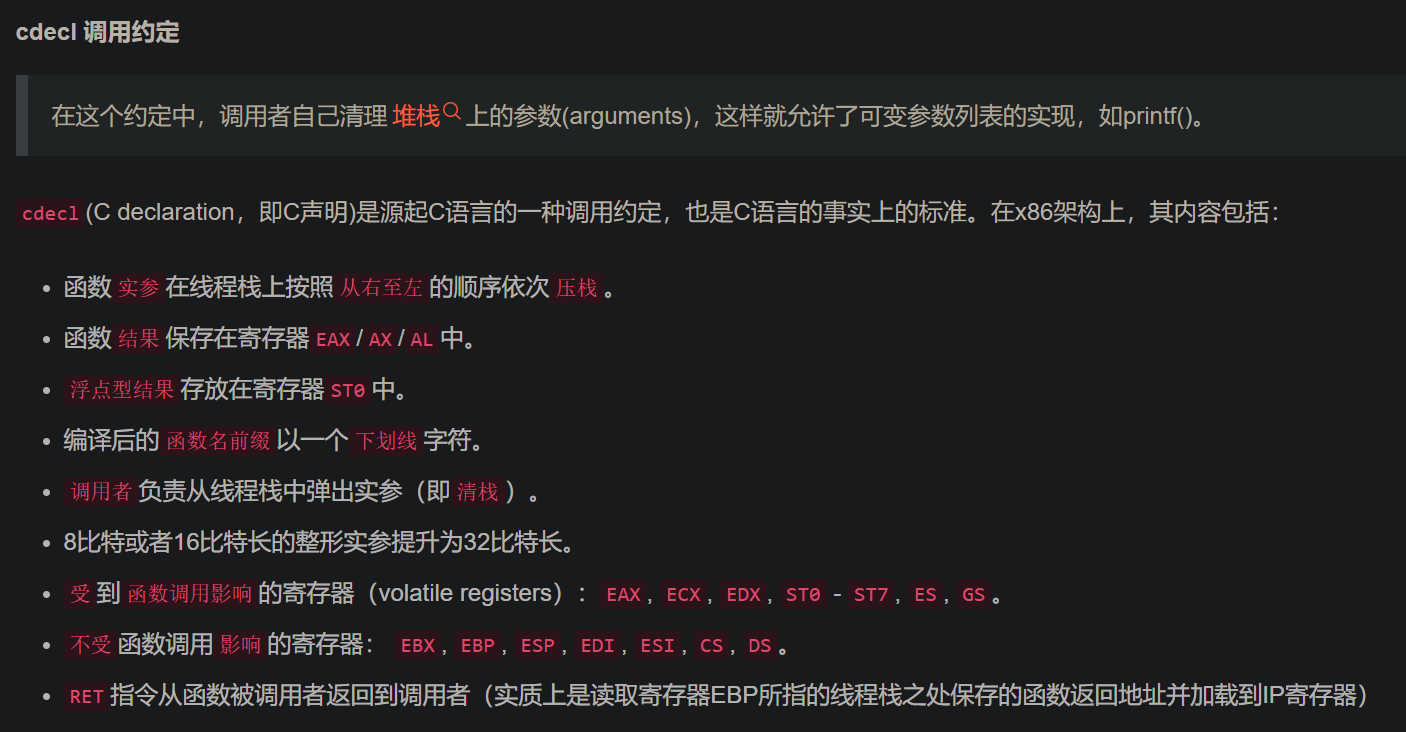 cdecl 调用约定
在这个约定中，调用者自己清理 堆栈 上的参数(arguments)，这样就允许了可变参数列表的实现，如printf()。
cdecl (C declaration，即C声明)是源起C语言的一种调用约定，也是C语言的事实上的标准。在x86架构上，其内容包括：
函数 实参 在线程栈上按照 从右至左 的顺序依次 压栈 。
函数 结果 保存在寄存器 EAX / AX / AL 中。
浮点型结果 存放在寄存器 ST0 中。
编译后的 函数名前缀 以一个 下划线 字符。
调用者 负责从线程栈中弹出实参（即 清栈 ）。
8比特或者16比特长的整形实参提升为32比特长。
受 到 函数调用影响 的寄存器（volatile registers）： EAX , ECX , EDX , ST0 - ST7 , ES , GS 。
不受 函数调用 影响 的寄存器： EBX , EBP , ESP , EDI , ESI , CS , DS 。
RET 指令从函数被调用者返回到调用者（实质上是读取寄存器EBP所指的线程栈之处保存的函数返回地址并加载到IP寄存器）